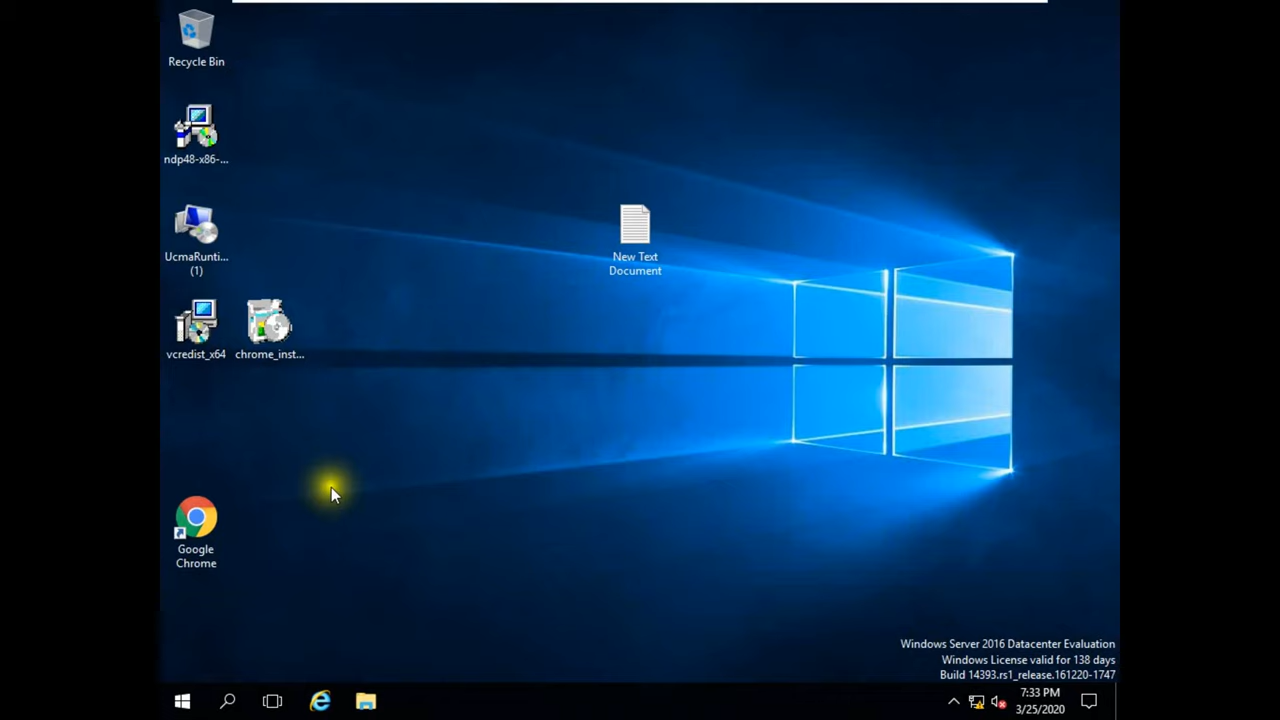 Recycle Bin
ndp48-x86-...
UcmaRunti...
(1)
vcredist_x64
chrome_inst...
New Text
Document
Google
Chrome
Windows Server 2016 Datacenter Evaluation
Windows License valid for 138 days
Build 14393.rs1_release.161220-1747
7:33 PM
3/25/2020